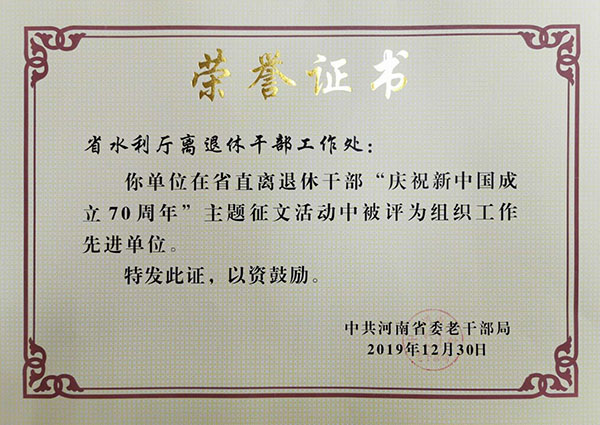 荣誉证书
省水利厅离退休干部工作处：
你单位在省直离退休干部“庆祝新中国成
立70周年”主题征文活动中被评为组织工作
先进单位。
特发此证，以资鼓励。
中共河南省委老干部局
2019年12月30日